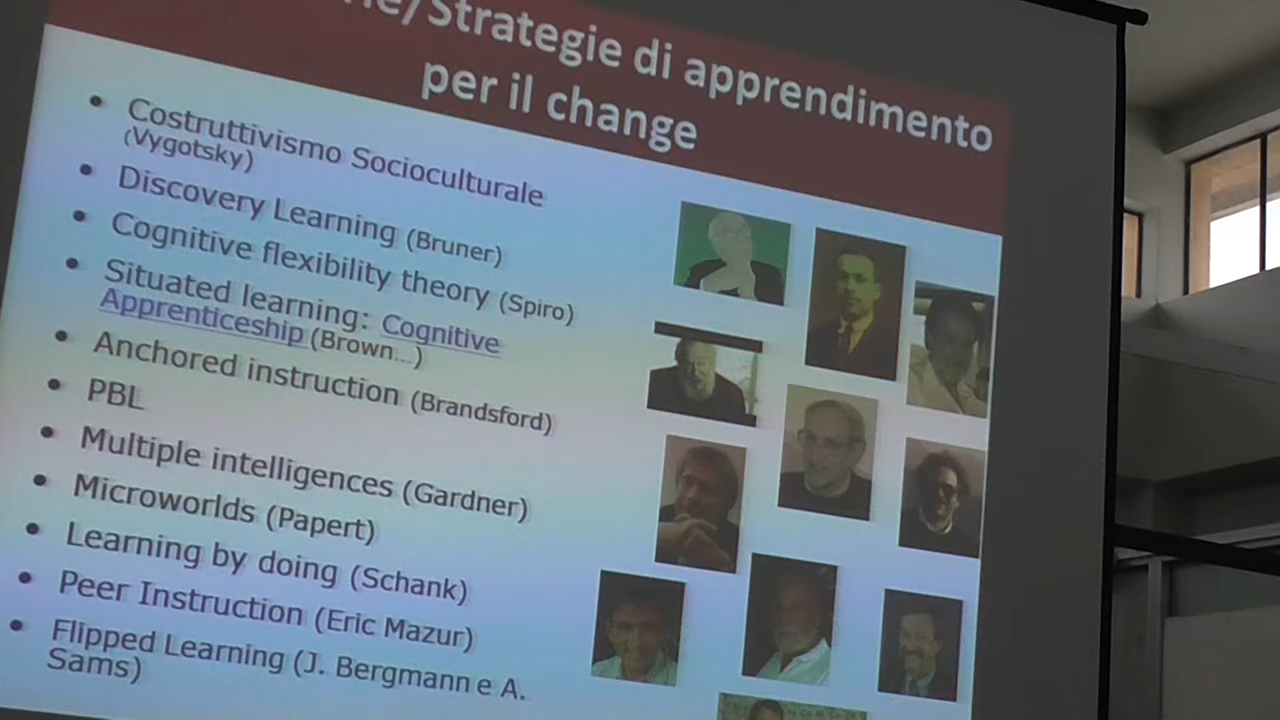 /Strategie di apprendimento
per il change
• Costruttivismo Socioculturale
(Vygotsky)
• Discovery Learning (Bruner)
• Cognitive flexibility theory (Spiro)
• Situated learning: Cognitive
Apprenticeship (Brown...)
• Anchored instruction (Brandsford)
• PBL
• Multiple intelligences (Gardner)
• Microworlds (Papert)
• Learning by doing (Schank)
• Peer Instruction (Eric Mazur)
• Flipped Learning (J. Bergmann e A.
Sams)